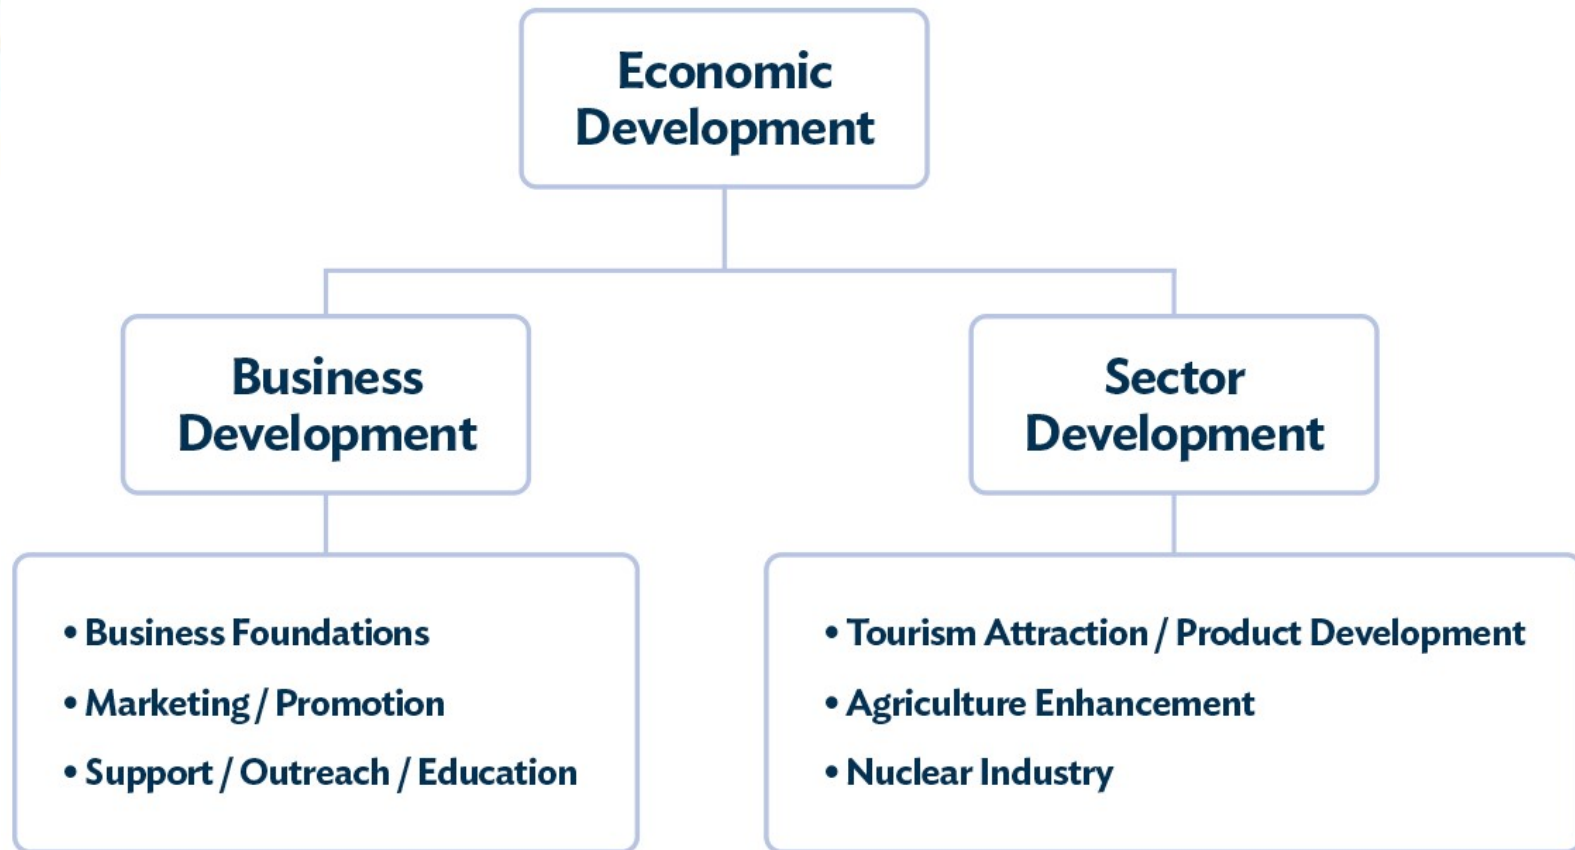 Economic
Development
Business
Development
Sector
Development
• Business Foundations
• Marketing / Promotion
• Support / Outreach / Education
• Tourism Attraction / Product Development
• Agriculture Enhancement
• Nuclear Industry